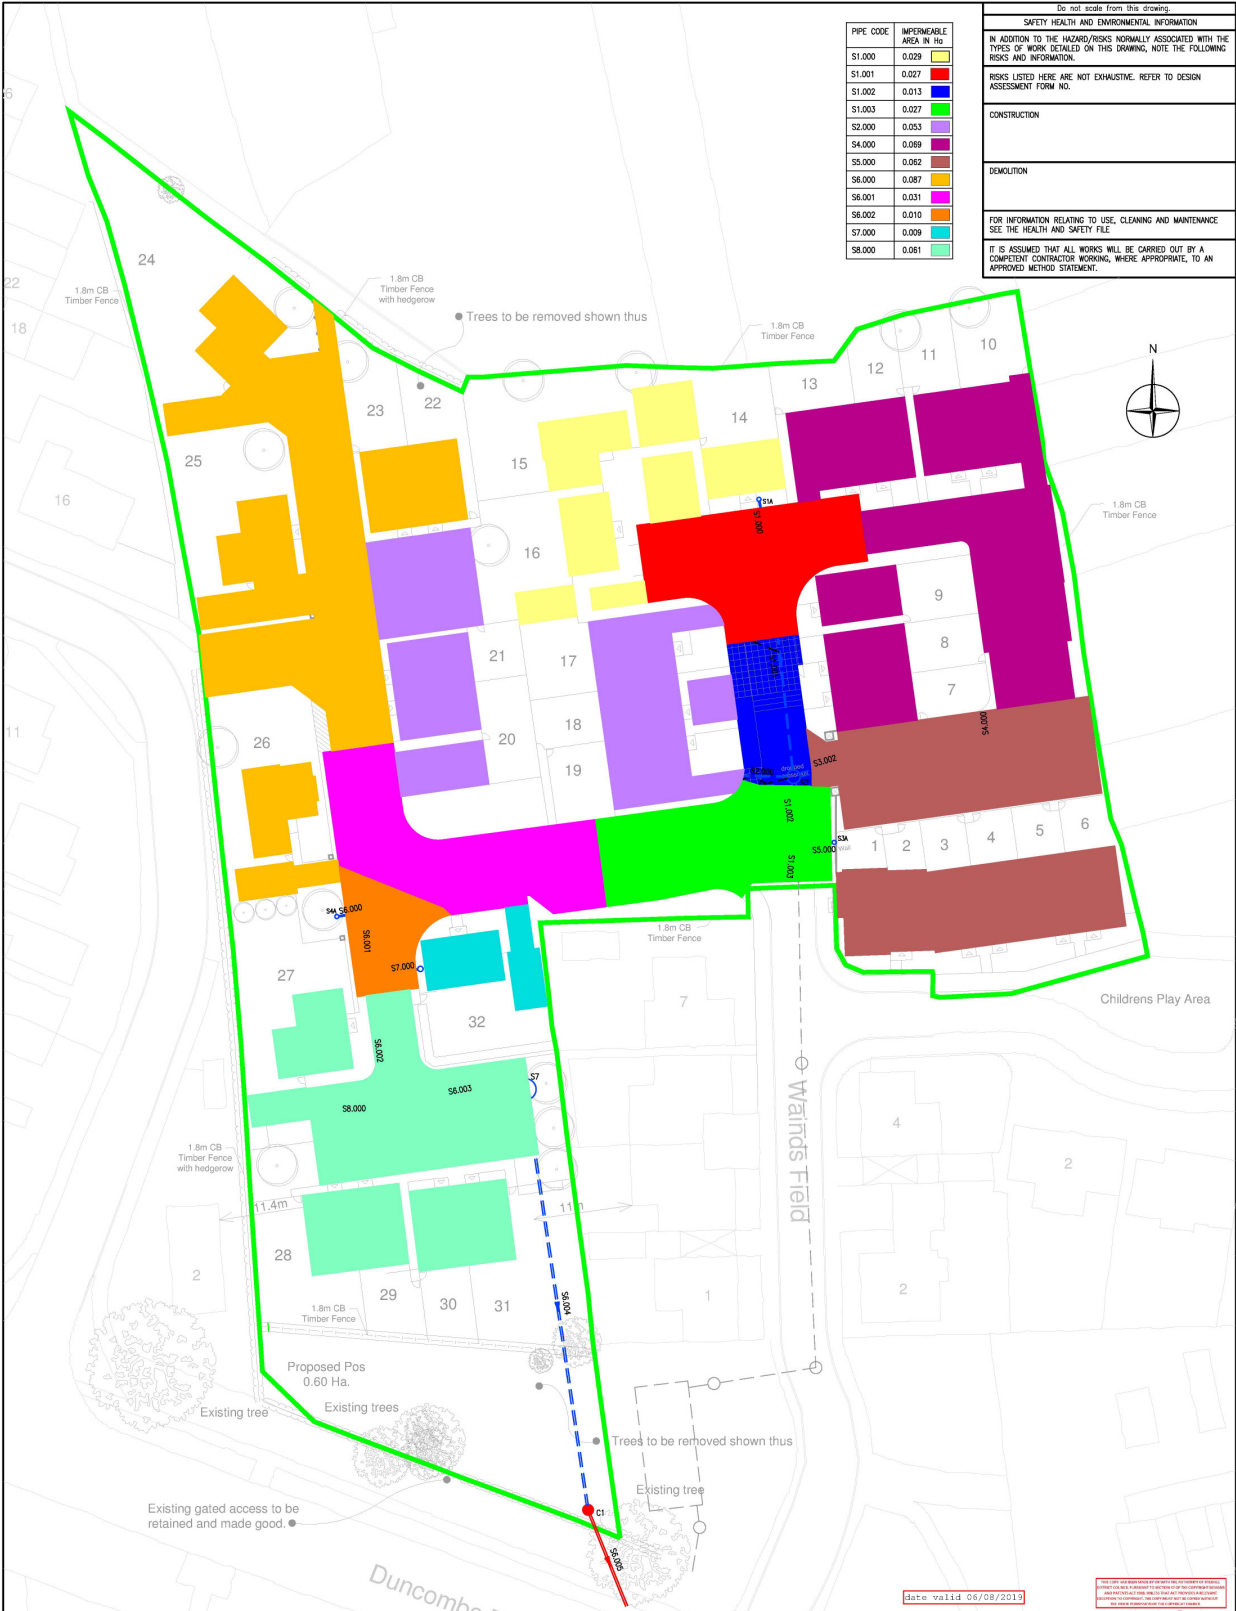 Do not scale from this drawing.
SAFETY HEALTH AND ENVIRONMENTAL INFORMATION
IN ADDITION TO THE HAZARD/RISKS NORMALLY ASSOCIATED WITH THE
TYPES OF WORK DETAILED ON THIS DRAWING, NOTE THE FOLLOWING
RISKS AND INFORMATION.
RISKS LISTED HERE ARE NOT EXHAUSTIVE. REFER TO DESIGN
ASSESSMENT FORM NO.
CONSTRUCTION
DEMOLITION
FOR INFORMATION RELATING TO USE, CLEANING AND MAINTENANCE
SEE THE HEALTH AND SAFETY FILE
IT IS ASSUMED THAT ALL WORKS WILL BE CARRIED OUT BY A
COMPETENT CONTRACTOR WORKING, WHERE APPROPRIATE, TO AN
APPROVED METHOD STATEMENT.
PIPE CODE IMPERMEABLE AREA IN Ha
S1.000 0.029
S1.001 0.027
S1.002 0.013
S1.003 0.027
S2.000 0.053
S4.000 0.069
S5.000 0.062
S6.000 0.087
S6.001 0.031
S6.002 0.010
S7.000 0.009
S8.000 0.061
N
24
1.8m CB
Timber Fence
1.8m CB
Timber Fence
with hedgerow
Trees to be removed shown thus
1.8m CB
Timber Fence
22
18
16
11
23
22
25
15
14
13
12
11
10
S1A
S1.000
1.8m CB
Timber Fence
16
9
8
7
21
17
18
20
19
26
S4.000
S3.002
dropped
S1.002
S3A
S5.000
Wall
S1.003
1
2
3
4
5
6
S4A
S6.000
S6.001
S7.000
1.8m CB
Timber Fence
27
32
7
Childrens Play Area
S6.002
S6.003
S7
S8.000
Wainds Field
4
2
1.8m CB
Timber Fence
with hedgerow
11.4m
28
29
30
31
2
1
2
S6.004
1.8m CB
Timber Fence
Proposed Pos
0.60 Ha.
Existing tree
Existing trees
Trees to be removed shown thus
Existing tree
Existing gated access to be
retained and made good.
C1
S6.005
Duncombe
date valid 06/08/2019